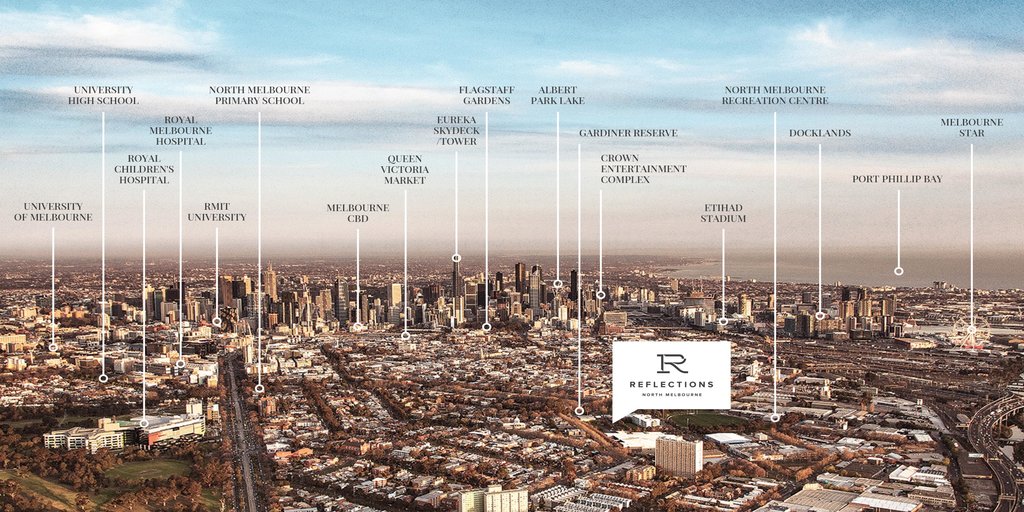 UNIVERSITY
HIGH SCHOOL
NORTH MELBOURNE
PRIMARY SCHOOL
FLAGSTAFF
GARDENS
ALBERT
PARK LAKE
NORTH MELBOURNE
RECREATION CENTRE
ROYAL
MELBOURNE
HOSPITAL
EUREKA
SKYDECK
/TOWER
GARDINER RESERVE
DOCKLANDS
MELBOURNE
STAR
ROYAL
CHILDREN'S
HOSPITAL
QUEEN
VICTORIA
MARKET
CROWN
ENTERTAINMENT
COMPLEX
PORT PHILLIP BAY
UNIVERSITY
OF MELBOURNE
RMIT
UNIVERSITY
MELBOURNE
CBD
ETIHAD
STADIUM
R
REFLECTIONS
NORTH MELBOURNE